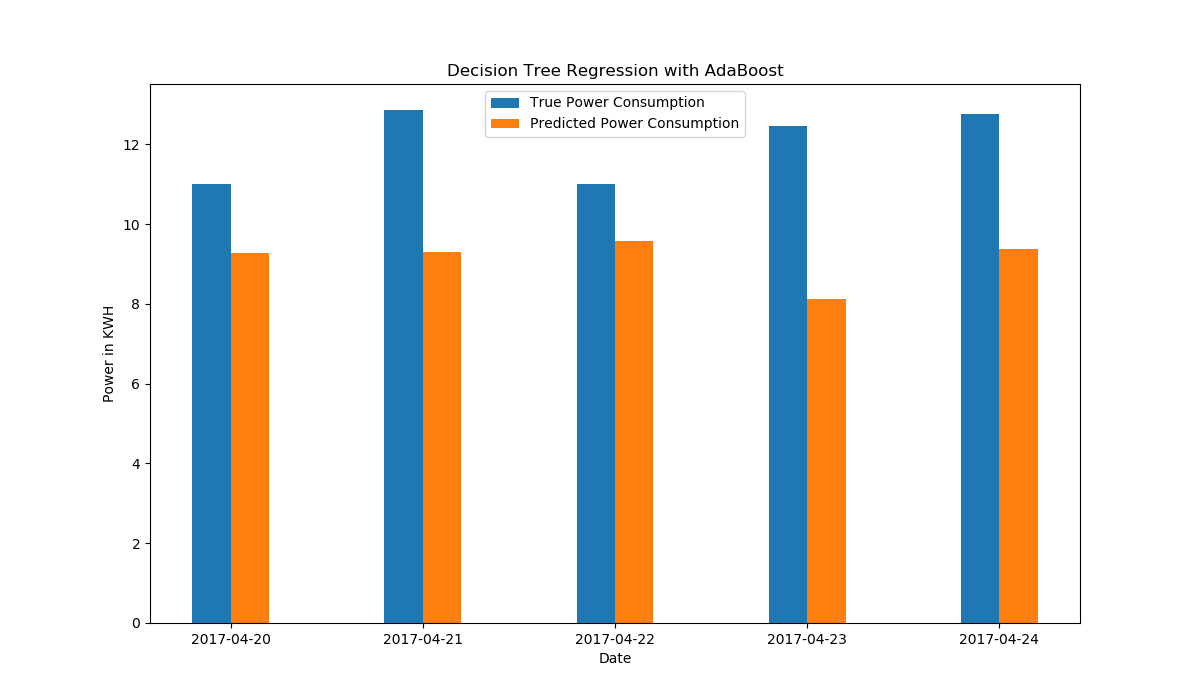 Decision Tree Regression with AdaBoost
True Power Consumption
Predicted Power Consumption
Power in KWH
12
10
8
6
4
2
0
2017-04-20 2017-04-21 2017-04-22 2017-04-23 2017-04-24
Date